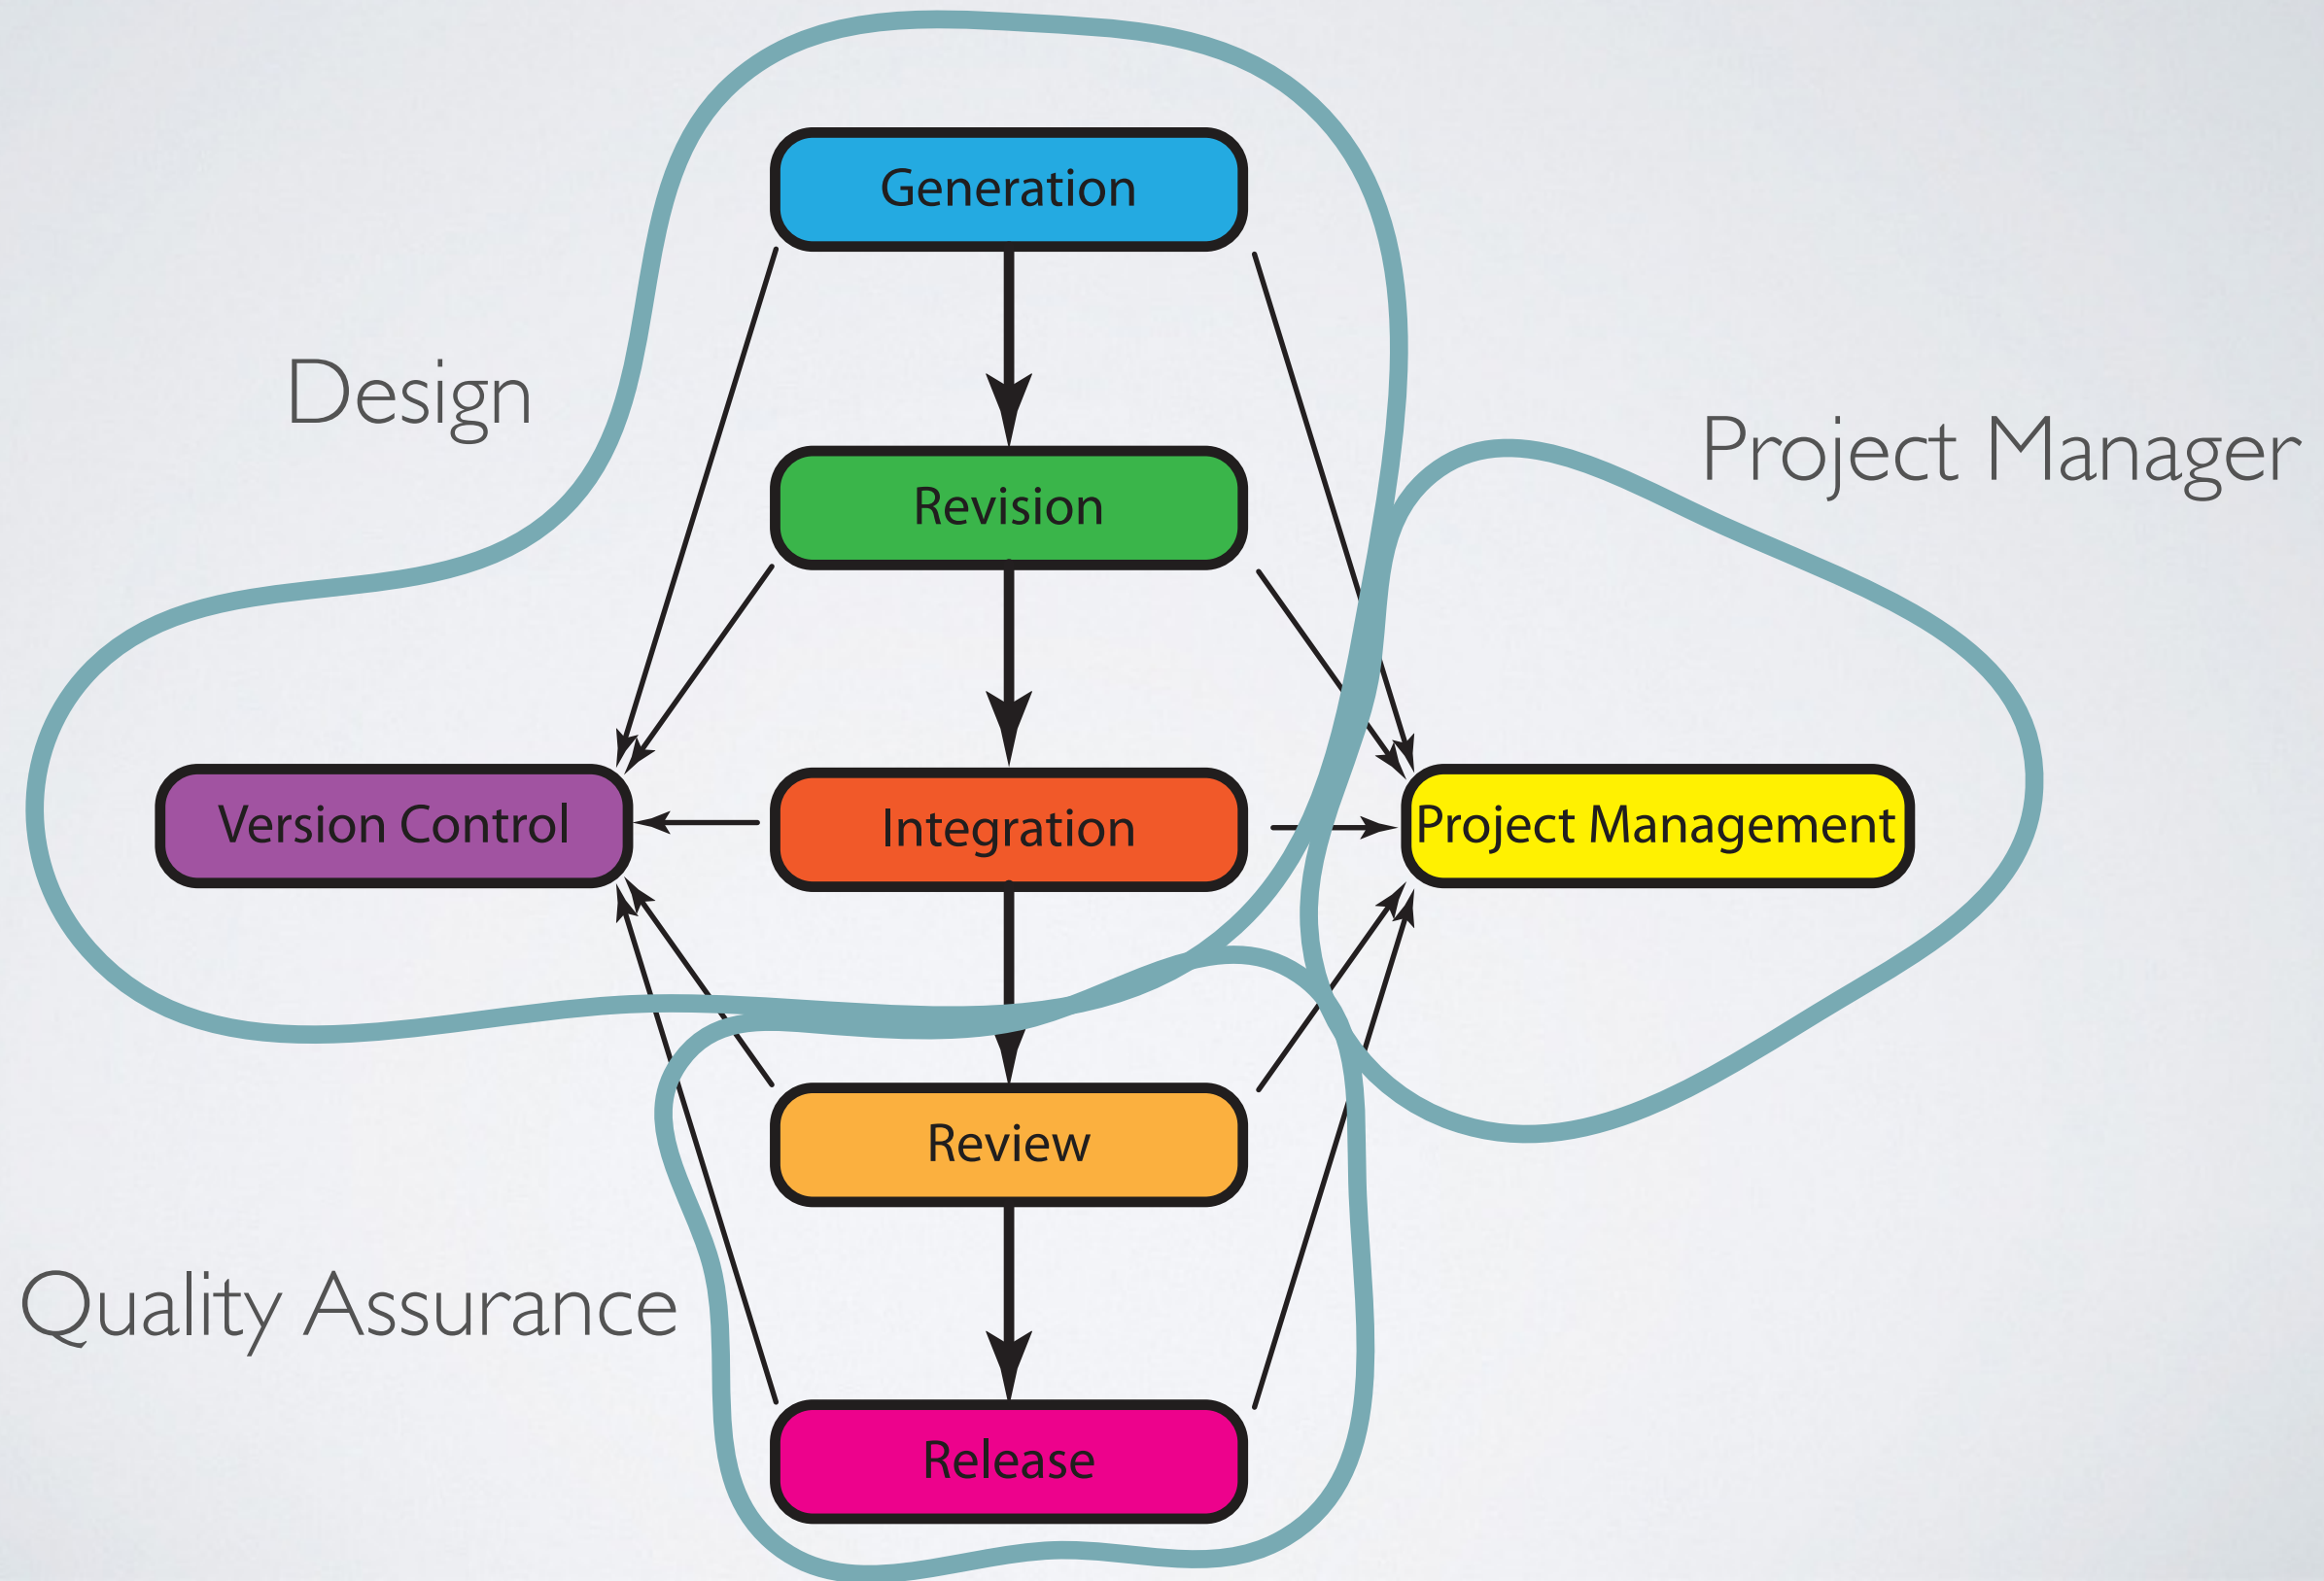 Generation
Design
Project Manager
Revision
Version Control
Integration
Project Management
Review
Quality Assurance
Release